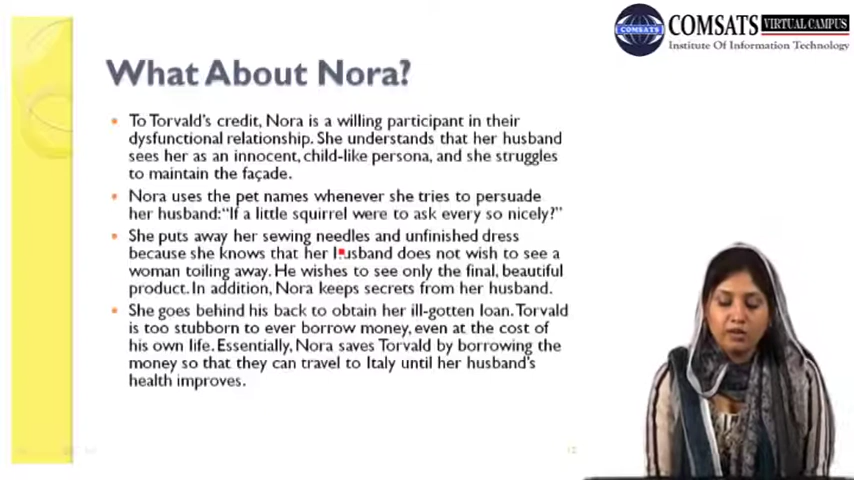 COMSATS VIRTUAL CAMPUS
COMSATS
Institute Of Information Technology
What About Nora?
To Torvald's credit, Nora is a willing participant in their
dysfunctional relationship. She understands that her husband
sees her as an innocent, child-like persona, and she struggles
to maintain the façade.
Nora uses the pet names whenever she tries to persuade
her husband: "If a little squirrel were to ask every so nicely?"
She puts away her sewing needles and unfinished dress
because she knows that her husband does not wish to see a
woman toiling away. He wishes to see only the final, beautiful
product. In addition, Nora keeps secrets from her husband.
She goes behind his back to obtain her ill-gotten loan. Torvald
is too stubborn to ever borrow money, even at the cost of
his own life. Essentially, Nora saves Torvald by borrowing the
money so that they can travel to Italy until her husband's
health improves.
12